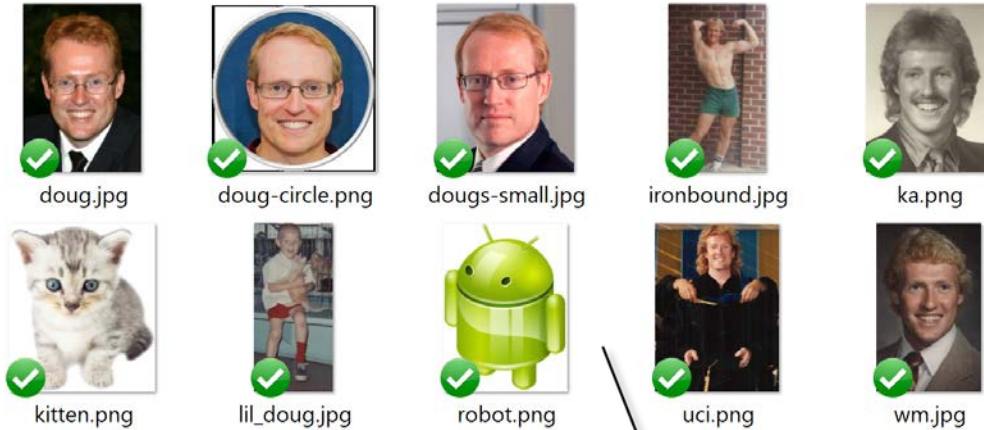 doug.jpg
doug-circle.png
dougs-small.jpg
ironbound.jpg
ka.png
kitten.png
lil_doug.jpg
robot.png
uci.png
wm.jpg